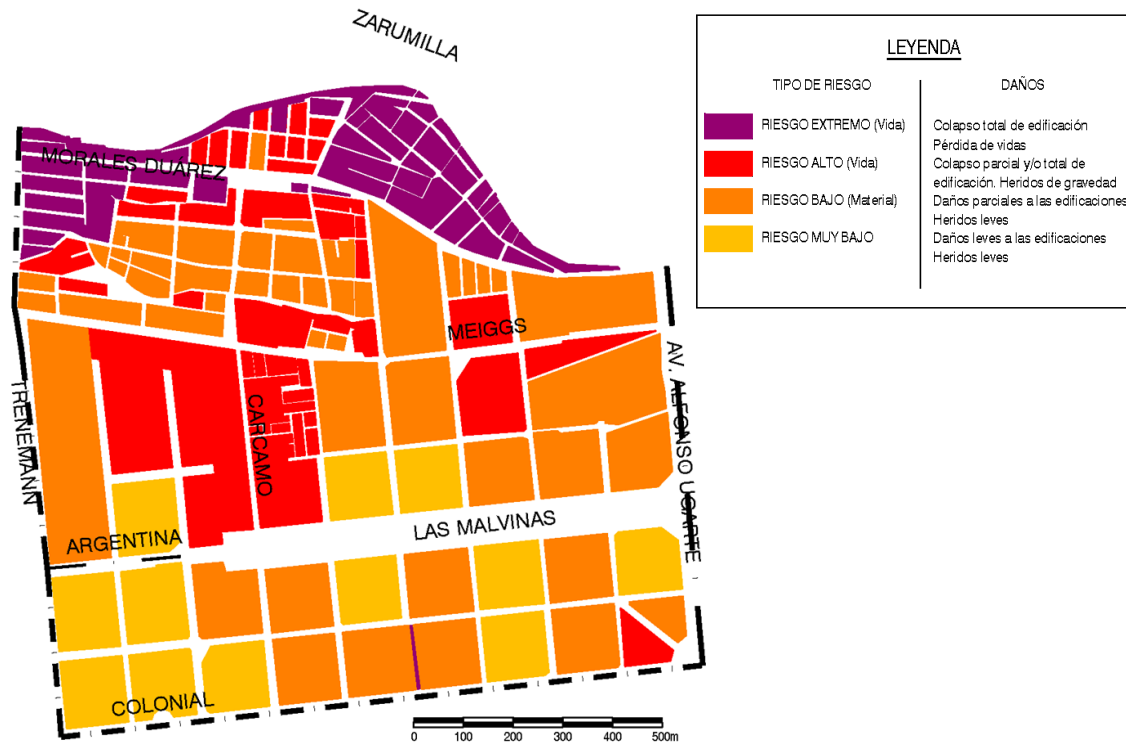 ZARUMILLA
LEYENDA
TIPO DE RIESGO
DAÑOS
RIESGO EXTREMO (Vida)
Colapso total de edificación
Pérdida de vidas
RIESGO ALTO (Vida)
Colapso parcial y/o total de
edificación. Heridos de gravedad
RIESGO BAJO (Material)
Daños parciales a las edificaciones
Heridos leves
RIESGO MUY BAJO
Daños leves a las edificaciones
Heridos leves
MORALES DUÁREZ
MEIGGS
TRENEMANN
CARCAMO
AV. ALFONSO UGARTE
ARGENTINA
LAS MALVINAS
COLONIAL
0 100 200 300 400 500m